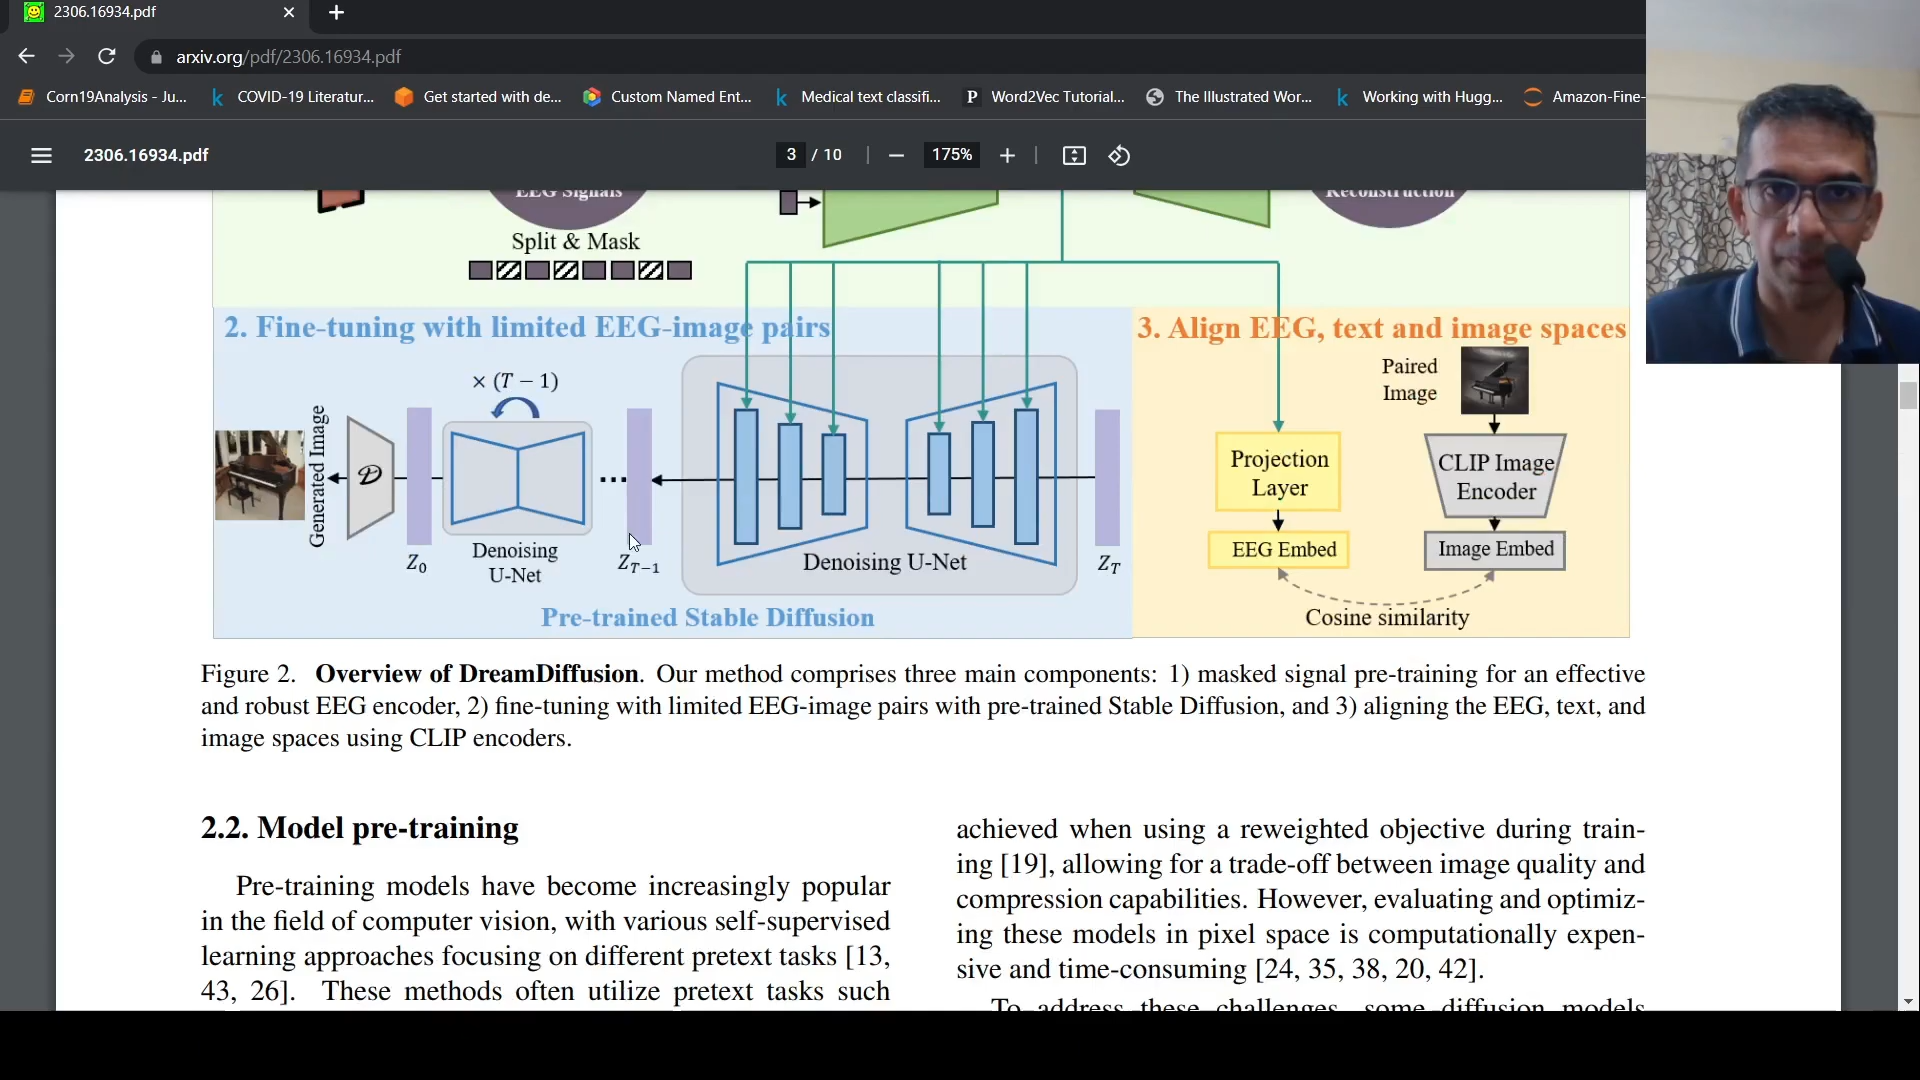 2306.16934.pdf
arxiv.org/pdf/2306.16934.pdf
Corn19Analysis - Ju...
COVID-19 Literatur...
Get started with de...
Custom Named Ent...
Medical text classifi...
Word2Vec Tutorial...
The Illustrated Wor...
Working with Hugg...
Amazon-Fine-
2306.16934.pdf
3 / 10
175%
EEG Signals
Reconstruction
Split & Mask
2. Fine-tuning with limited EEG-image pairs
3. Align EEG, text and image spaces
× (T − 1)
Paired
Image
Generated Image
𝒟
Projection
Layer
CLIP Image
Encoder
EEG Embed
Image Embed
Z0
Denoising
U-Net
ZT−1
Denoising U-Net
ZT
Cosine similarity
Pre-trained Stable Diffusion
Figure 2. Overview of DreamDiffusion. Our method comprises three main components: 1) masked signal pre-training for an effective
and robust EEG encoder, 2) fine-tuning with limited EEG-image pairs with pre-trained Stable Diffusion, and 3) aligning the EEG, text, and
image spaces using CLIP encoders.
2.2. Model pre-training
Pre-training models have become increasingly popular
in the field of computer vision, with various self-supervised
learning approaches focusing on different pretext tasks [13,
43, 26]. These methods often utilize pretext tasks such
achieved when using a reweighted objective during train-
ing [19], allowing for a trade-off between image quality and
compression capabilities. However, evaluating and optimiz-
ing these models in pixel space is computationally expen-
sive and time-consuming [24, 35, 38, 20, 42].
To address these challenges, some diffusion models